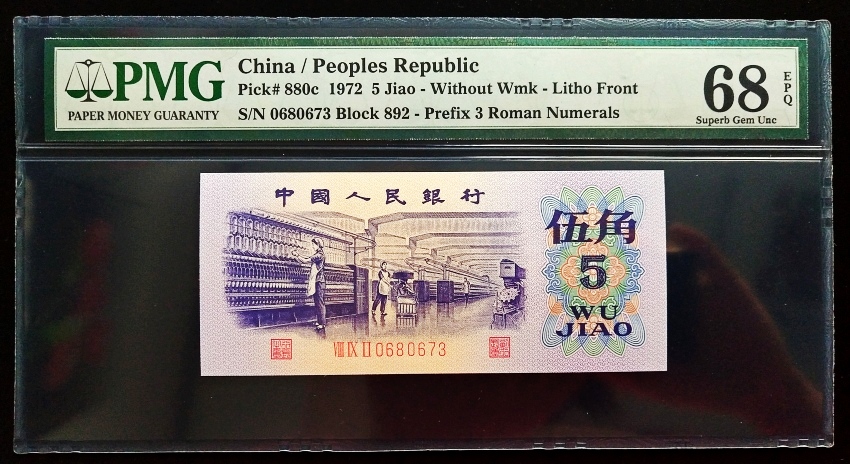 PMG
PAPER MONEY GUARANTY
China / Peoples Republic
Pick# 880c 1972 5 Jiao - Without Wmk - Litho Front
S/N 0680673 Block 892 - Prefix 3 Roman Numerals
68 EPQ
Superb Gem Unc
中國人民銀行
伍角
5
WU
JIAO
VIII IX II 0680673